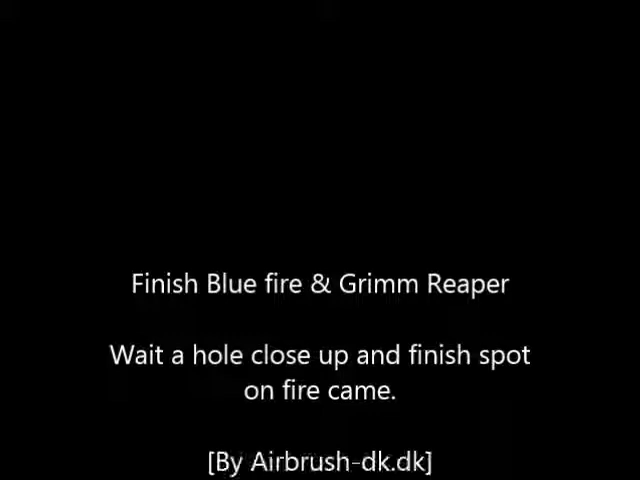 Finish Blue fire & Grimm Reaper
Wait a hole close up and finish spot
on fire came.
[By Airbrush-dk.dk]